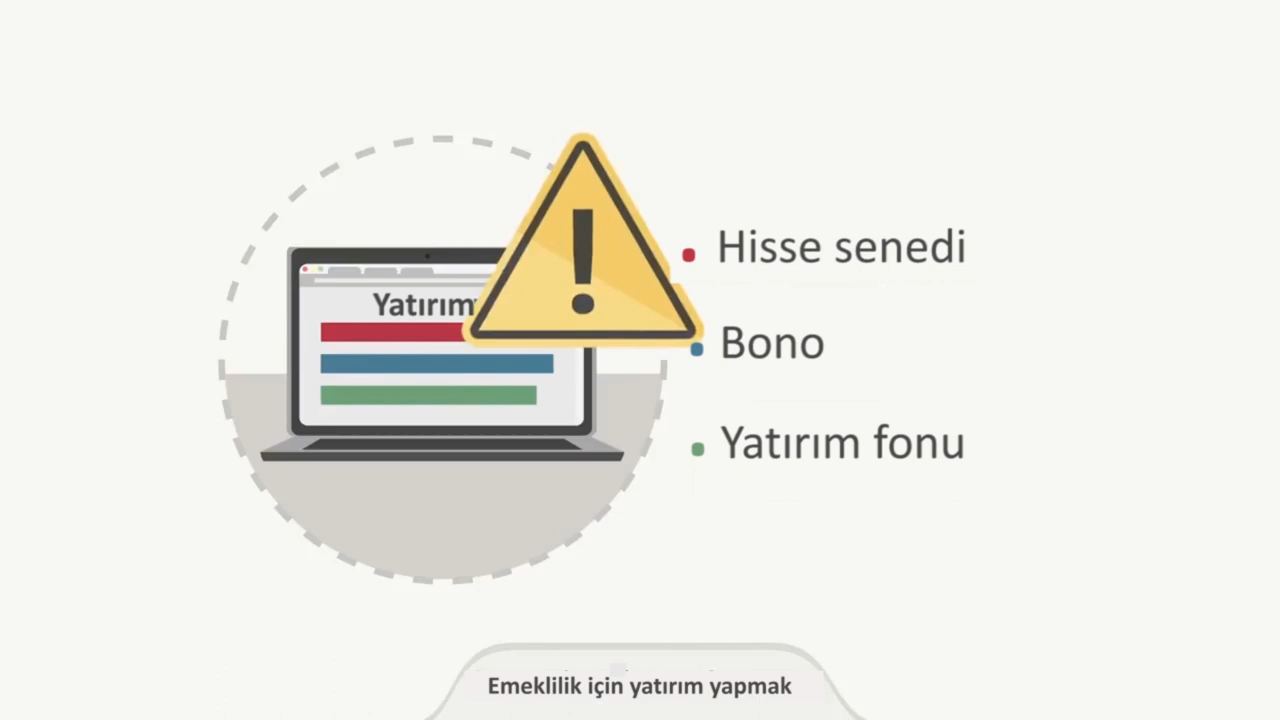 Yatırım
Hisse senedi
Bono
Yatırım fonu
Emeklilik için yatırım yapmak